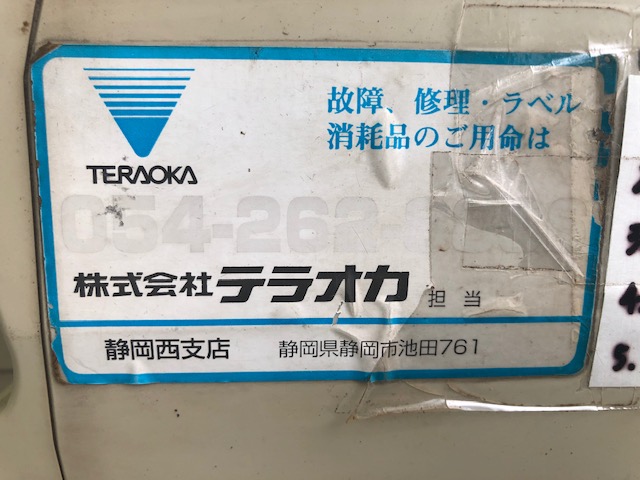 故障、修理・ラベル
消耗品のご用命は
TERAOKA
054-262-
株式会社テラオカ 担当
静岡西支店 静岡県静岡市池田761